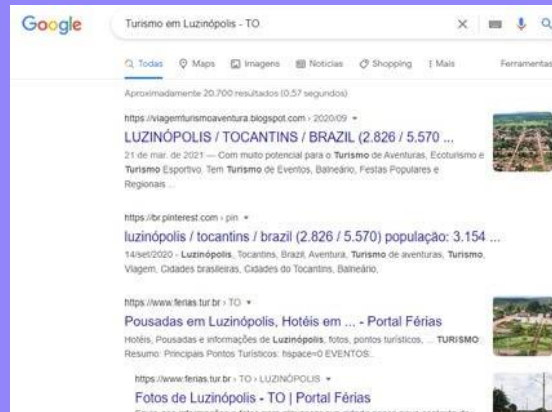 Google
Turismo em Luzinópolis - TO
Todas Maps Imagens Notícias Shopping Mais Ferramentas
Aproximadamente 20.700 resultados (0,57 segundos)
https://viagemturismoaventura.blogspot.com › 2020/09
LUZINÓPOLIS / TOCANTINS / BRAZIL (2.826 / 5.570 ...
21 de mar. de 2021 — Com muito potencial para o Turismo de Aventuras, Ecoturismo e
Turismo Esportivo. Tem Turismo de Eventos, Balneário, Festas Populares e
Regionais ...
https://br.pinterest.com › pin
luzinópolis / tocantins / brazil (2.826 / 5.570) população: 3.154 ...
14/set/2020 - Luzinópolis, Tocantins, Brazil, Aventura, Turismo de aventuras, Turismo,
Viagem, Cidades brasileiras, Cidades do Tocantins, Balneário,
https://www.ferias.tur.br › TO
Pousadas em Luzinópolis, Hotéis em ... - Portal Férias
Hotéis, Pousadas e informações de Luzinópolis, fotos, pontos turísticos, ... TURISMO
Resumo: Principais Pontos Turísticos: hspace=0 EVENTOS..
https://www.ferias.tur.br › TO › LUZINÓPOLIS
Fotos de Luzinópolis - TO | Portal Férias